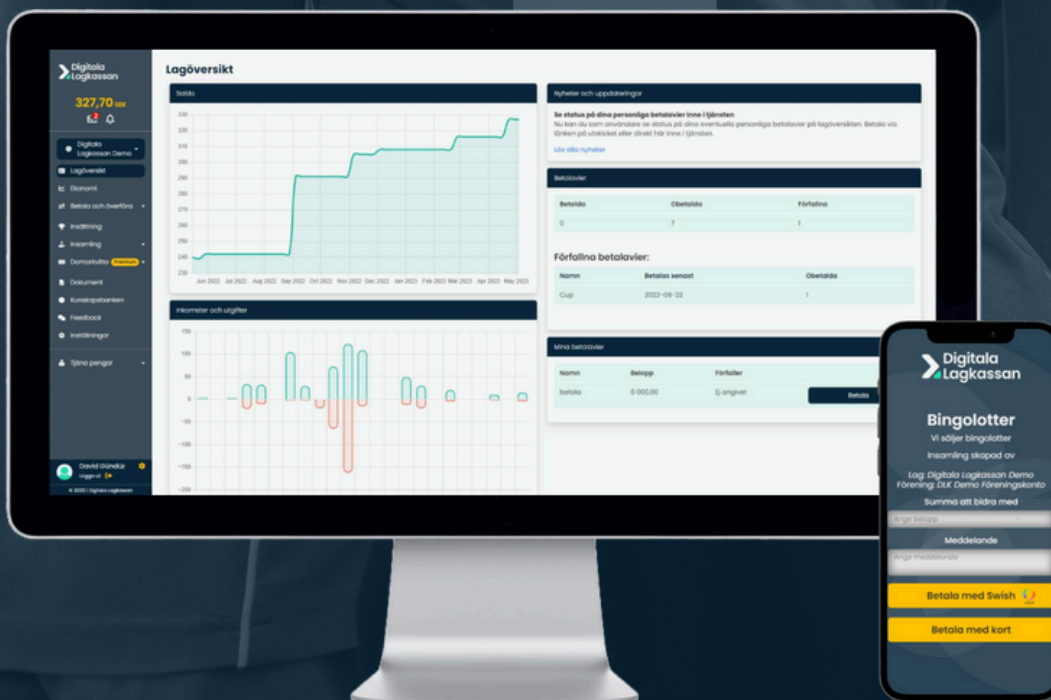 Digitala
Lagkassan
327,70 SEK
2
Digitala
Lagkassan Demo
Lagöversikt
Ekonomi
Betala och överföra
Insättning
Insamling
Domarkvitto Premium
Dokument
Kunskapsbanken
Feedback
Inställningar
Tjäna pengar
David Gündür
Logga ut
© 2023 | Digitala Lagkassan
Lagöversikt
Saldo
330
320
310
300
290
280
270
260
250
240
230
Jun 2022 Jul 2022 Aug 2022 Sep 2022 Oct 2022 Nov 2022 Dec 2022 Jan 2023 Feb 2023 Mar 2023 Apr 2023 May 2023
Inkomster och utgifter
150
100
50
0
-50
-100
-150
-200
Nyheter och uppdateringar
Se status på dina personliga betalavier inne i tjänsten
Nu kan du som användare se status på dina eventuella personliga betalavier på lagöversikten. Betala via
länken på utskicket eller direkt här inne i tjänsten.
Läs alla nyheter
Betalavier
Betalda Obetalda Förfallna
0 7 1
Förfallna betalavier:
Namn Betalas senast Obetalda
Cup 2022-06-22 1
Mina betalavier
Namn Belopp Förfaller
betala 6 000,00 Ej angivet Betala
Digitala
Lagkassan
Bingolotter
Vi säljer bingolotter
Insamling skapad av
Lag: Digitala Lagkassan Demo
Förening: DLK Demo Föreningskonto
Summa att bidra med
Ange belopp
Meddelande
Ange meddelande
Betala med Swish
Betala med kort